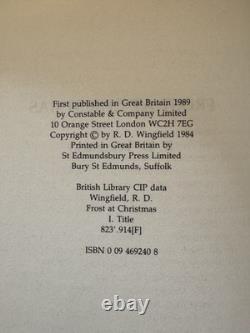 First published in Great Britain 1989
by Constable & Company Limited
10 Orange Street London WC2H 7EG
Copyright © by R. D. Wingfield 1984
Printed in Great Britain by
St Edmundsbury Press Limited
Bury St Edmunds, Suffolk
British Library CIP data
Wingfield, R. D.
Frost at Christmas
I. Title
823'.914[F]
ISBN 0 09 469240 8
ebay